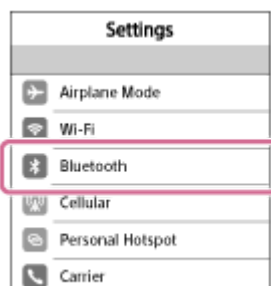 Settings
Airplane Mode
Wi-Fi
Bluetooth
Cellular
Personal Hotspot
Carrier